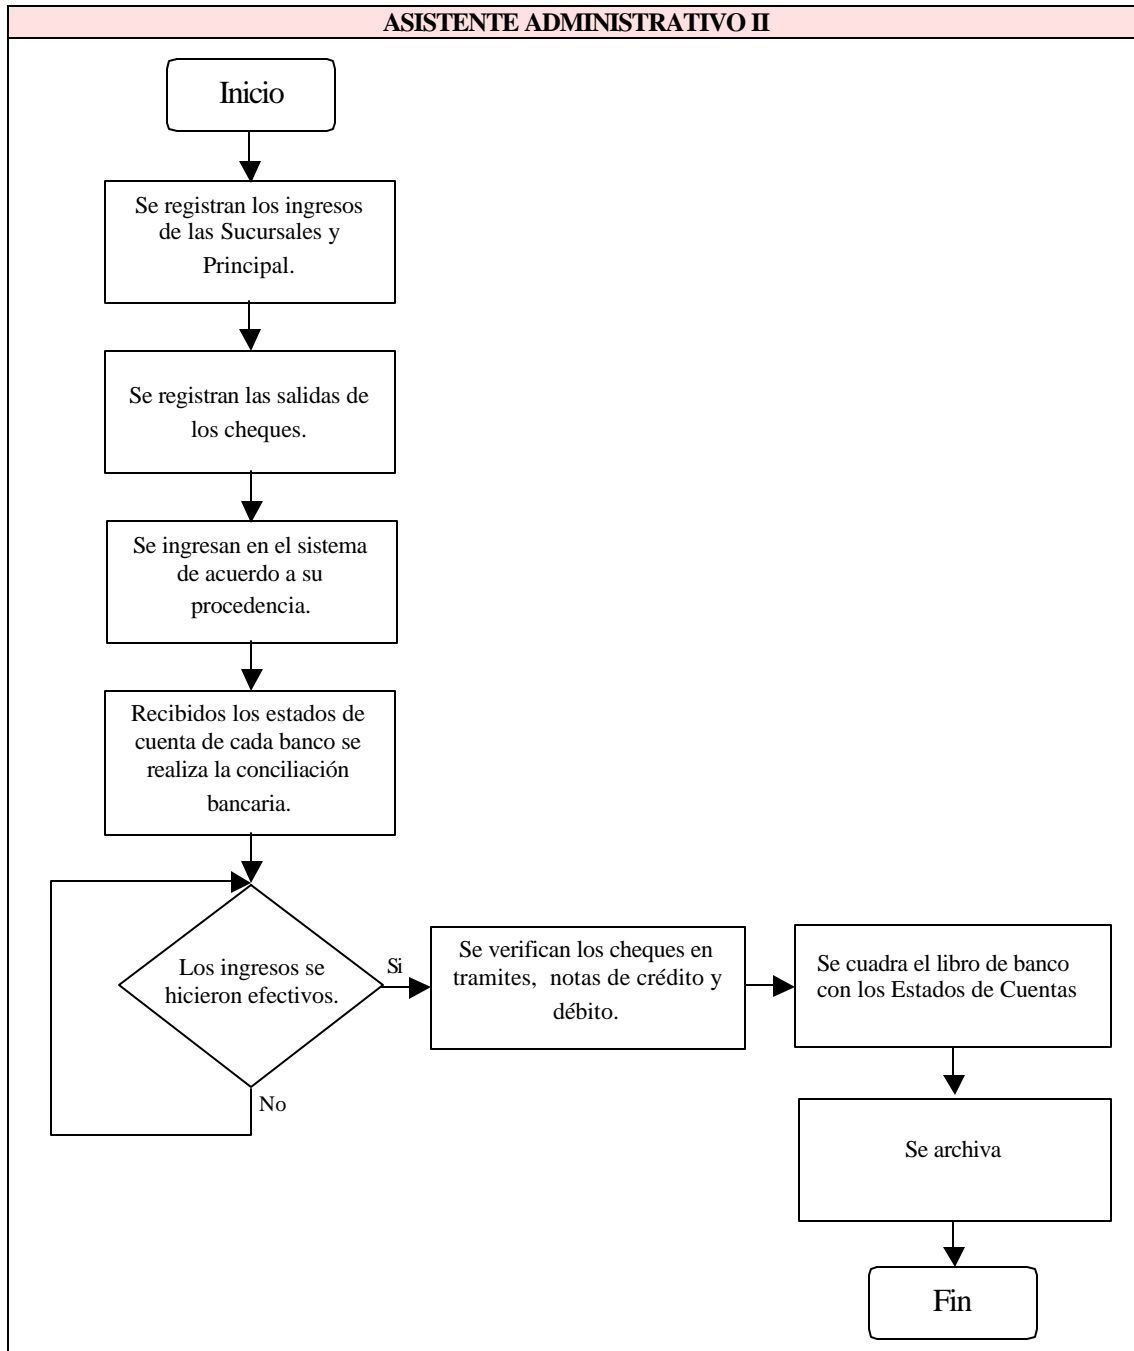 ASISTENTE ADMINISTRATIVO II
Inicio
Se registran los ingresos
de las Sucursales y
Principal.
Se registran las salidas de
los cheques.
Se ingresan en el sistema
de acuerdo a su
procedencia.
Recibidos los estados de
cuenta de cada banco se
realiza la conciliación
bancaria.
Los ingresos se
hicieron efectivos.
Si
No
Se verifican los cheques en
tramites, notas de crédito y
débito.
Se cuadra el libro de banco
con los Estados de Cuentas
Se archiva
Fin